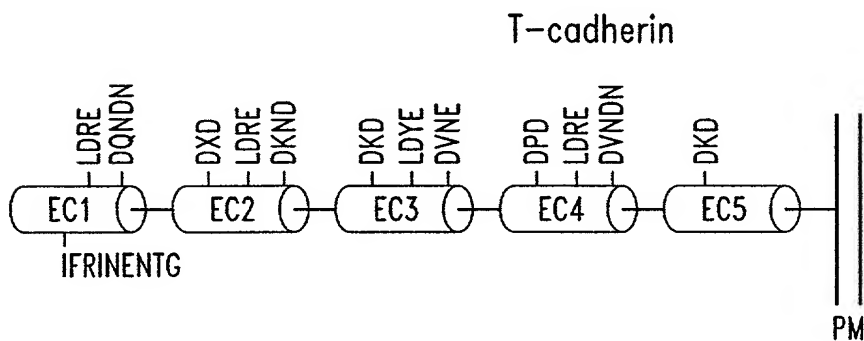 T-cadherin
LDRE
DQNDN
DXD
LDRE
DKND
DKD
LDYE
DVNE
DPD
LDRE
DVNDN
DKD
EC1
EC2
EC3
EC4
EC5
IFRINENTG
PM